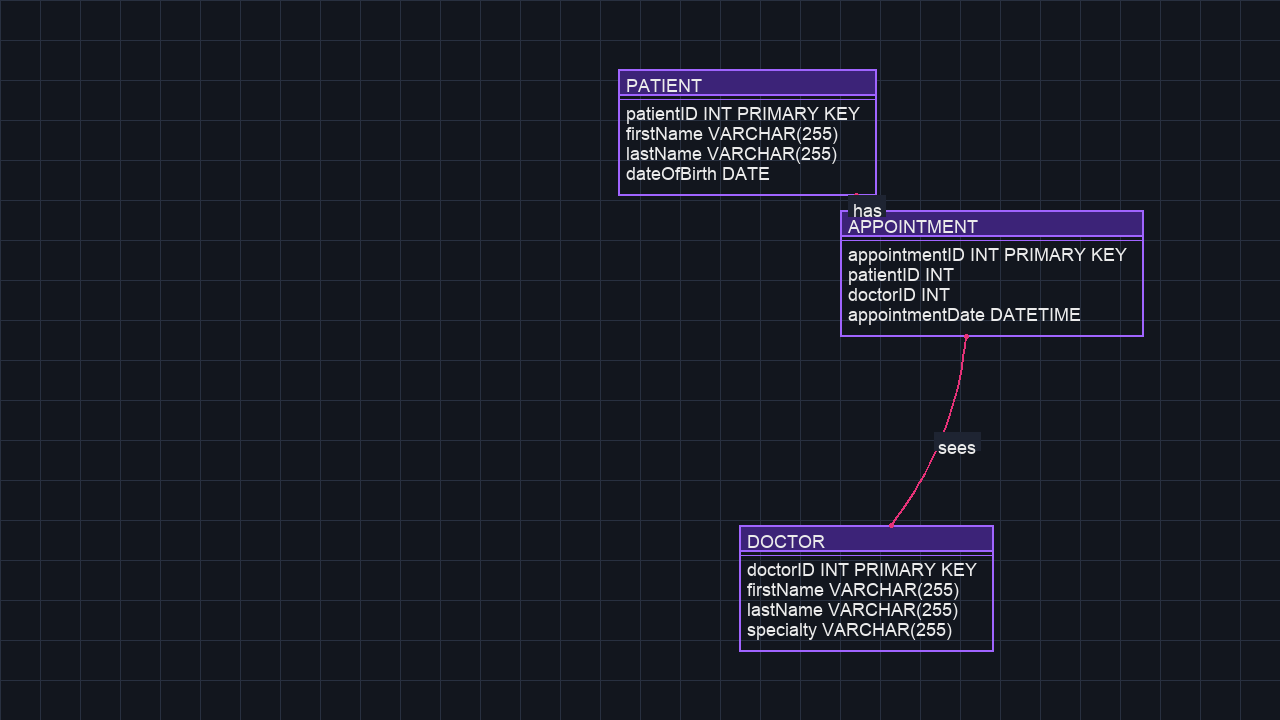 PATIENT
patientID INT PRIMARY KEY
firstName VARCHAR(255)
lastName VARCHAR(255)
dateOfBirth DATE
has
APPOINTMENT
appointmentID INT PRIMARY KEY
patientID INT
doctorID INT
appointmentDate DATETIME
sees
DOCTOR
doctorID INT PRIMARY KEY
firstName VARCHAR(255)
lastName VARCHAR(255)
specialty VARCHAR(255)